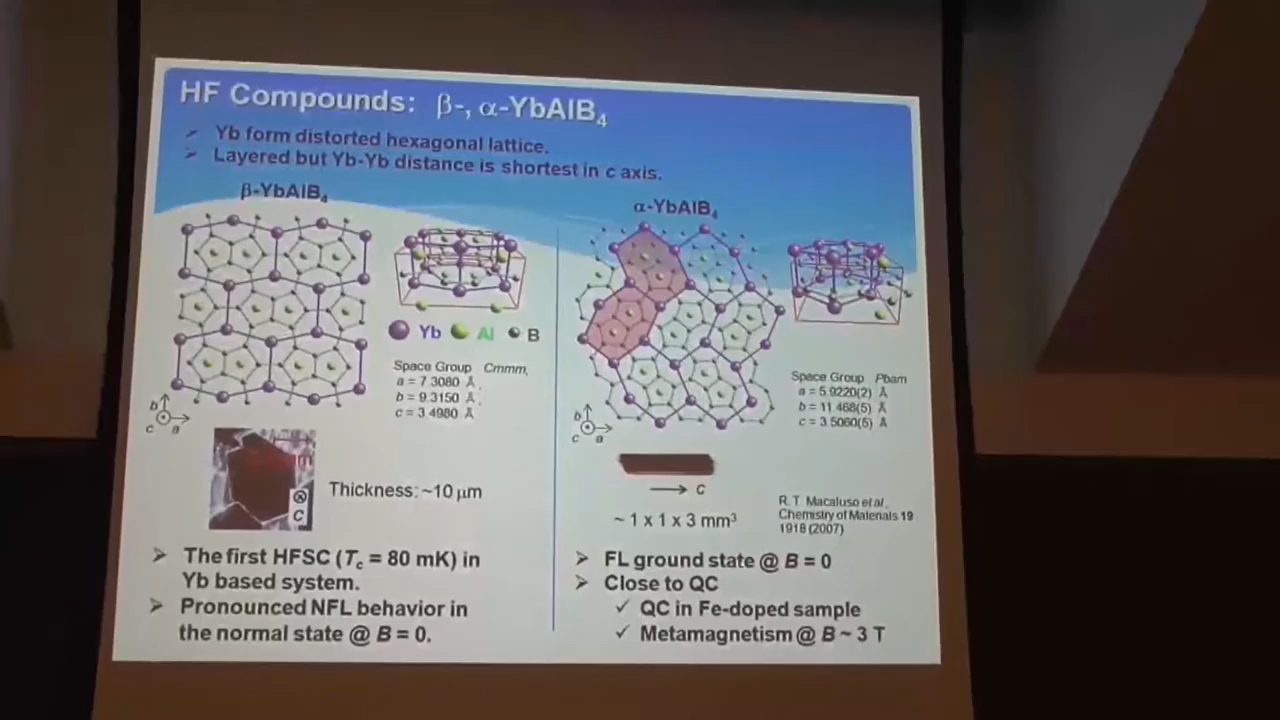 HF Compounds: β-, α-YbAlB4
➢ Yb form distorted hexagonal lattice.
➢ Layered but Yb-Yb distance is shortest in c axis.
β-YbAlB4
Yb Al B
Space Group Cmmm,
a = 7.3080 Å,
b = 9.3150 Å,
c = 3.4980 Å
b
c a
C
Thickness: ~10 μm
➢ The first HFSC (Tc = 80 mK) in
Yb based system.
➢ Pronounced NFL behavior in
the normal state @ B = 0.
α-YbAlB4
Space Group Pbam
a = 5.9220(2) Å
b = 11.468(5) Å
c = 3.5060(5) Å
b
c a
→ c
~ 1 x 1 x 3 mm³
R. T. Macaluso et al.,
Chemistry of Materials 19
1918 (2007)
➢ FL ground state @ B = 0
➢ Close to QC
✓ QC in Fe-doped sample
✓ Metamagnetism @ B ~ 3 T